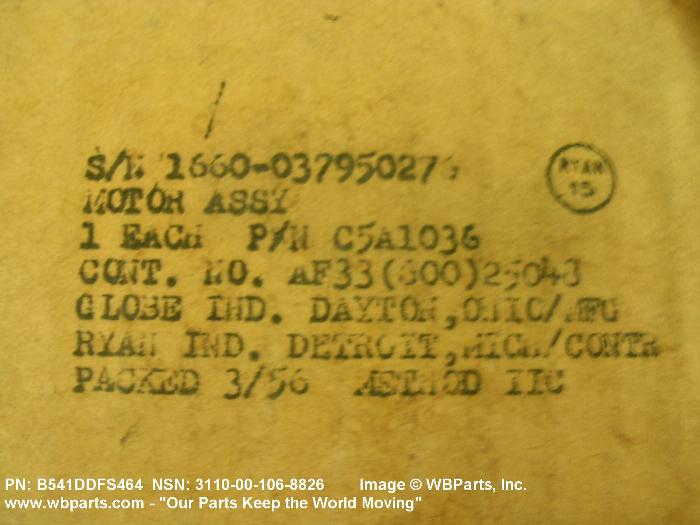 S/N 1660-03795027
RYAN
15
MOTOR ASSY
1 EACH P/N C5A1036
CONT. NO. AF33(600)25043
GLOBE IND. DAYTON, OHIO/MFG
RYAN IND. DETROIT, MICH/CONTR
PACKED 3/56 METHOD IIC
PN: B541DDFS464 NSN: 3110-00-106-8826 Image © WBParts, Inc.
www.wbparts.com - "Our Parts Keep the World Moving"